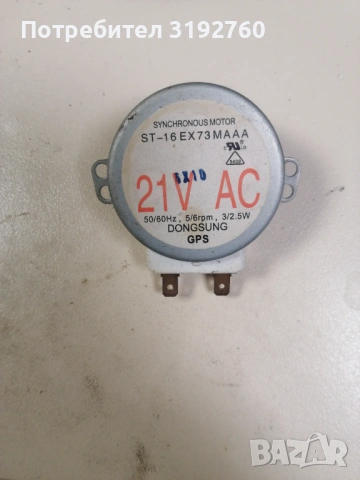 Потребител 3192760
SYNCHRONOUS MOTOR
ST-16EX73MAAA
21V AC
50/60Hz, 5/6rpm, 3/2.5W
DONGSUNG
GPS
BAZAR